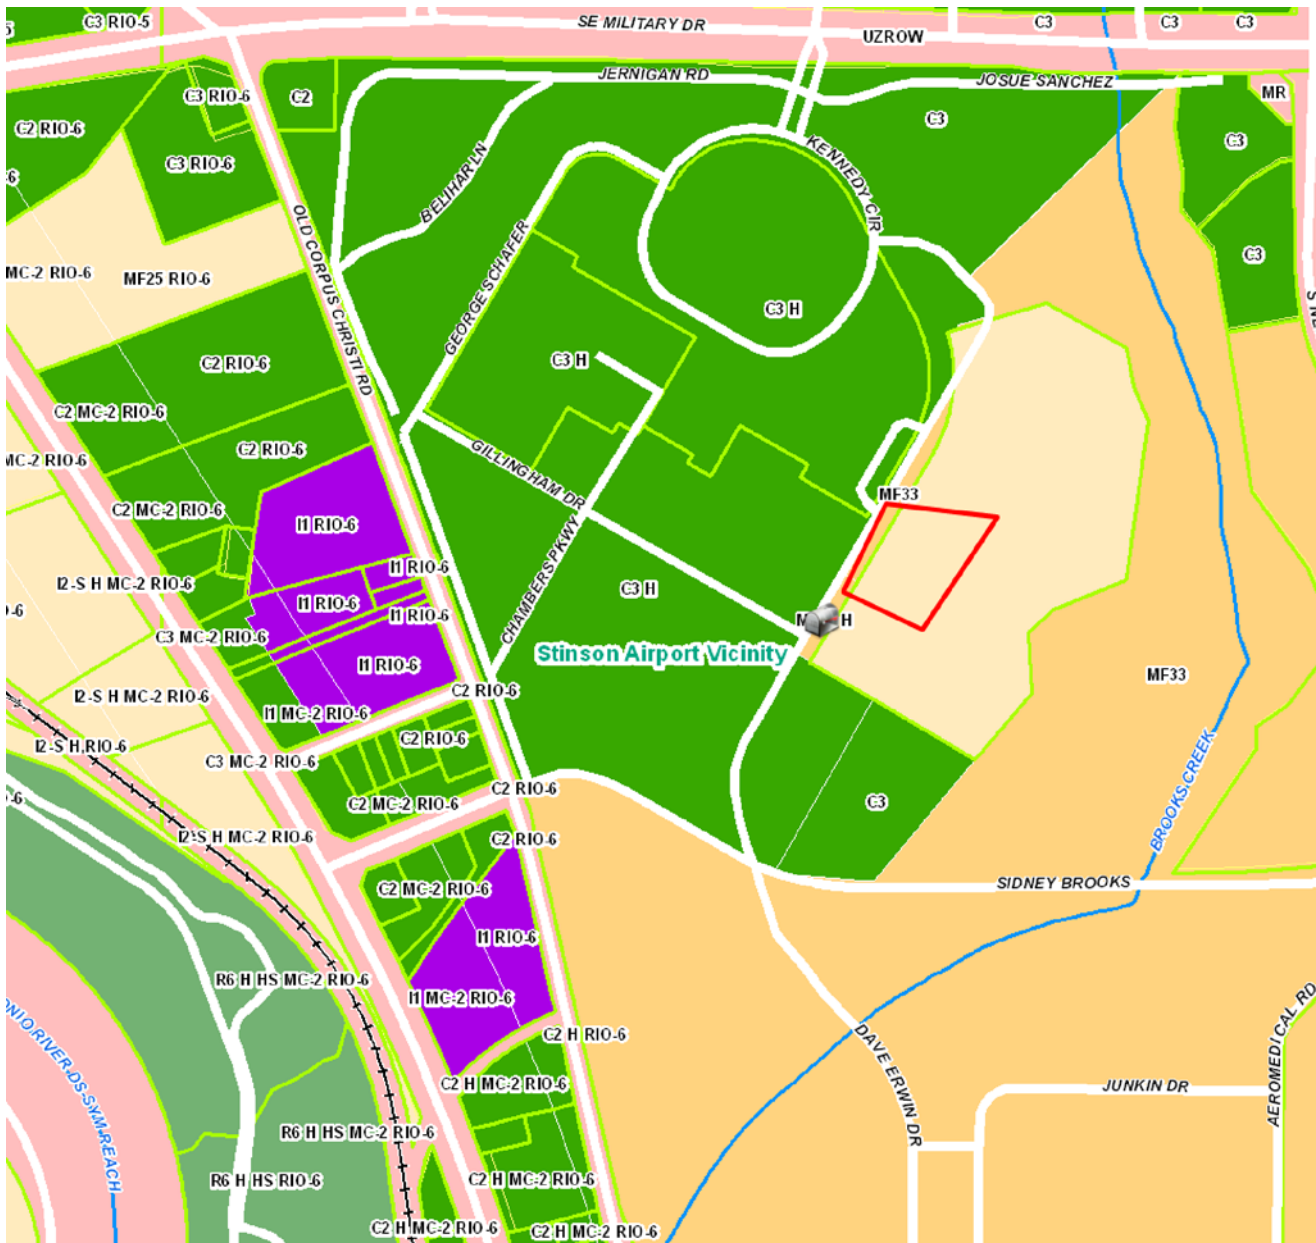 C3 RIO-5
SE MILITARY DR
UZROW
C3
C3
C3
C3 RIO-6
C2
JERNIGAN RD
JOSUE SANCHEZ
MR
C2 RIO-6
C3 RIO-6
C3
C3
BELIHAR LN
KENNEDY CIR
OLD CORPUS CHRISTI RD
GEORGE SCHAFER
C3
MC-2 RIO-6
MF25 RIO-6
C3 H
C2 RIO-6
C3 H
C2 MC-2 RIO-6
C2 RIO-6
MC-2 RIO-6
GILLINGHAM DR
MF33
C2 MC-2 RIO-6
I1 RIO-6
CHAMBERS PKWY
I2-S H MC-2 RIO-6
I1 RIO-6
C3 H
I1 RIO-6
I1 RIO-6
C3 MC-2 RIO-6
Stinson Airport Vicinity
I1 RIO-6
MF33
I2-S H MC-2 RIO-6
C2 RIO-6
I1 MC-2 RIO-6
C2 RIO-6
I2-S H RIO-6
C3 MC-2 RIO-6
BROOKS CREEK
C2 RIO-6
C2 MC-2 RIO-6
C3
I2-S H MC-2 RIO-6
C2 RIO-6
C2 MC-2 RIO-6
SIDNEY BROOKS
I1 RIO-6
R6 H HS MC-2 RIO-6
I1 MC-2 RIO-6
C2 H RIO-6
DAVE ERWIN DR
AEROMEDICAL RD
RIVER DS-SYM REACH
C2 H MC-2 RIO-6
JUNKIN DR
R6 H HS MC-2 RIO-6
R6 H HS RIO-6
C2 H MC-2 RIO-6
C2 H MC-2 RIO-6
C2 H MC-2 RIO-6